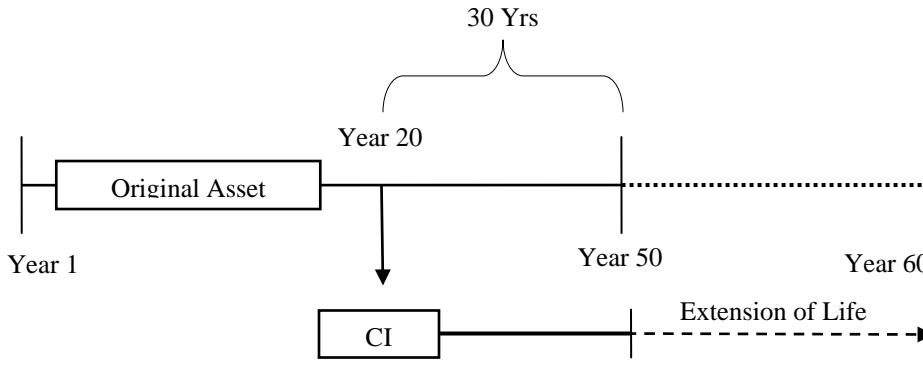 30 Yrs
Year 20
Original Asset
Year 1
Year 50
Year 60
Extension of Life
CI